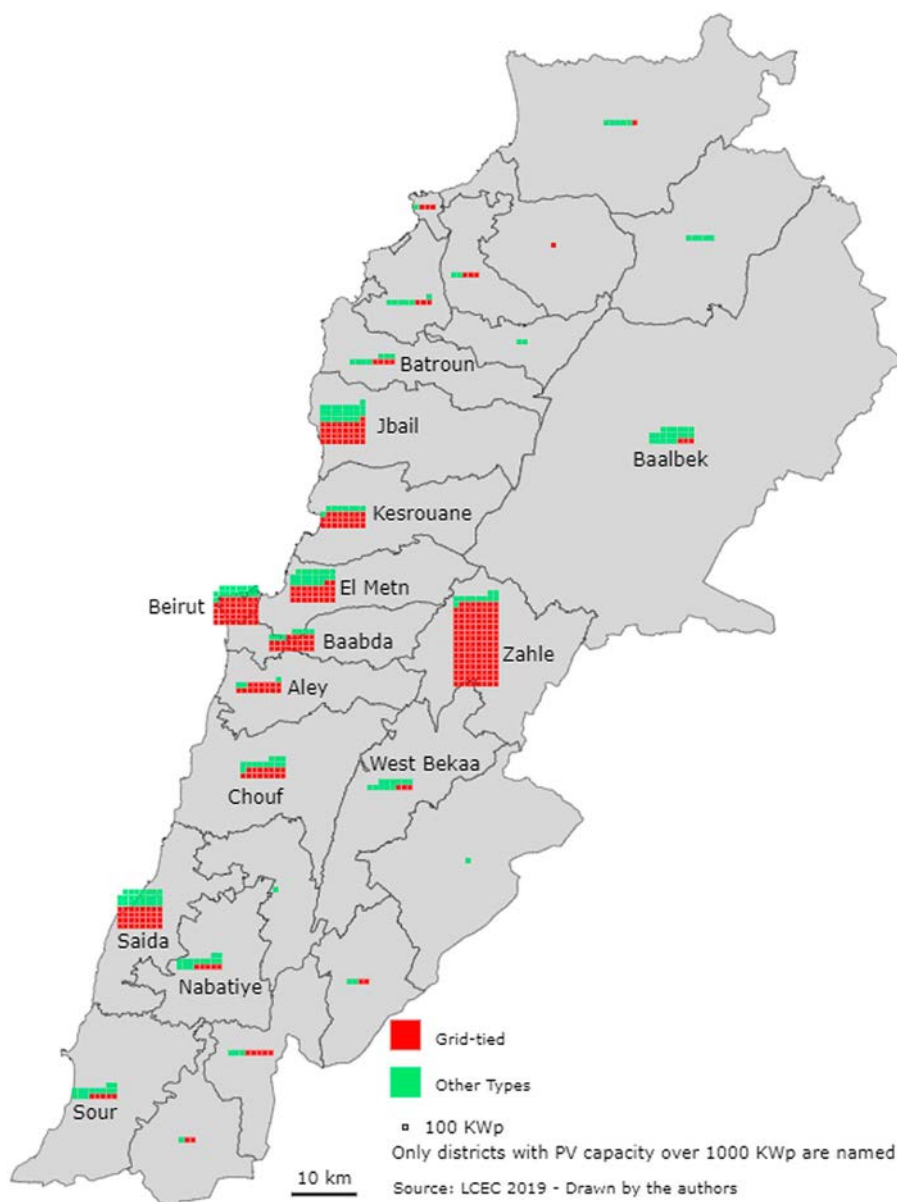 Batroun
Jbail
Baalbek
Kesrouane
El Metn
Beirut
Baabda
Zahle
Aley
West Bekaa
Chouf
Saida
Nabatiye
Grid-tied
Other Types
Sour
100 KWp
Only districts with PV capacity over 1000 KWp are named
10 km
Source: LCEC 2019 - Drawn by the authors